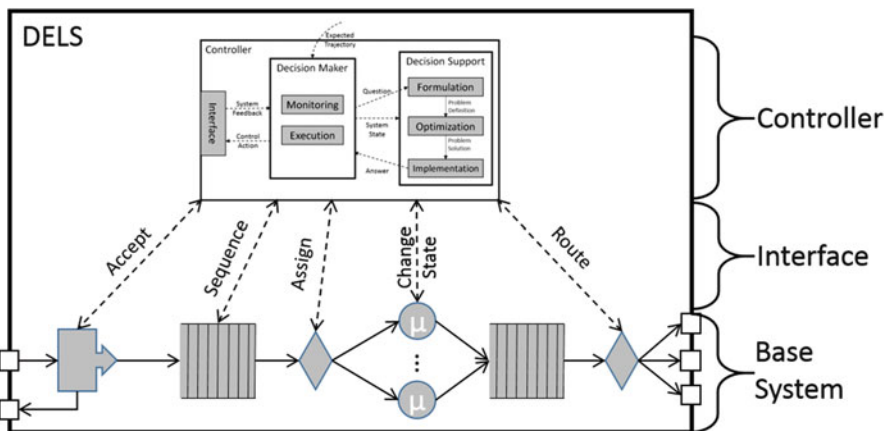 DELS
Expected
Trajectory
Controller
Decision Maker
Decision Support
Interface
System
Feedback
Control
Action
Monitoring
Execution
Question
System
State
Answer
Formulation
Problem
Definition
Optimization
Problem
Solution
Implementation
Controller
Accept
Sequence
Assign
Change
State
Route
Interface
μ
μ
Base
System